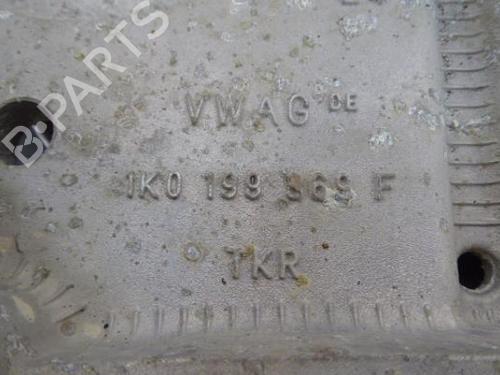 B-PARTS
VWAG DE
1K0 199 369 F
TKR